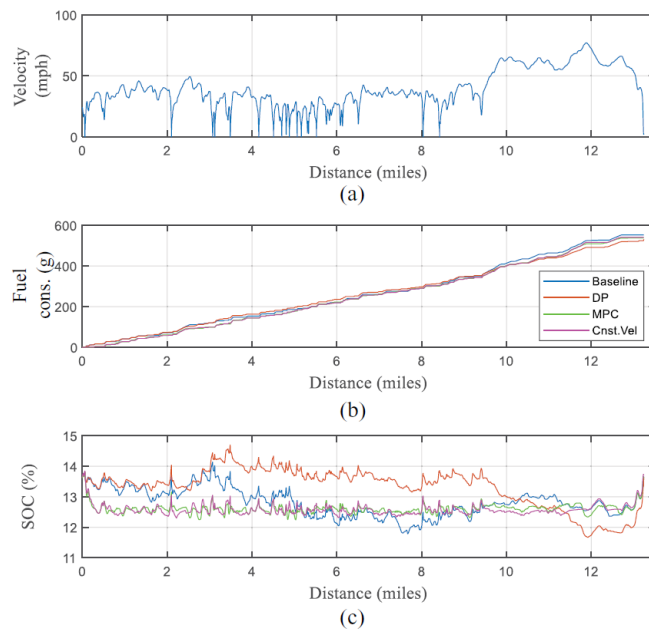 100
50
0
Velocity
(mph)
0 2 4 6 8 10 12
Distance (miles)
(a)
600
400
200
0
Fuel
cons. (g)
Baseline
DP
MPC
Cnst.Vel
0 2 4 6 8 10 12
Distance (miles)
(b)
15
14
13
12
11
SOC (%)
0 2 4 6 8 10 12
Distance (miles)
(c)